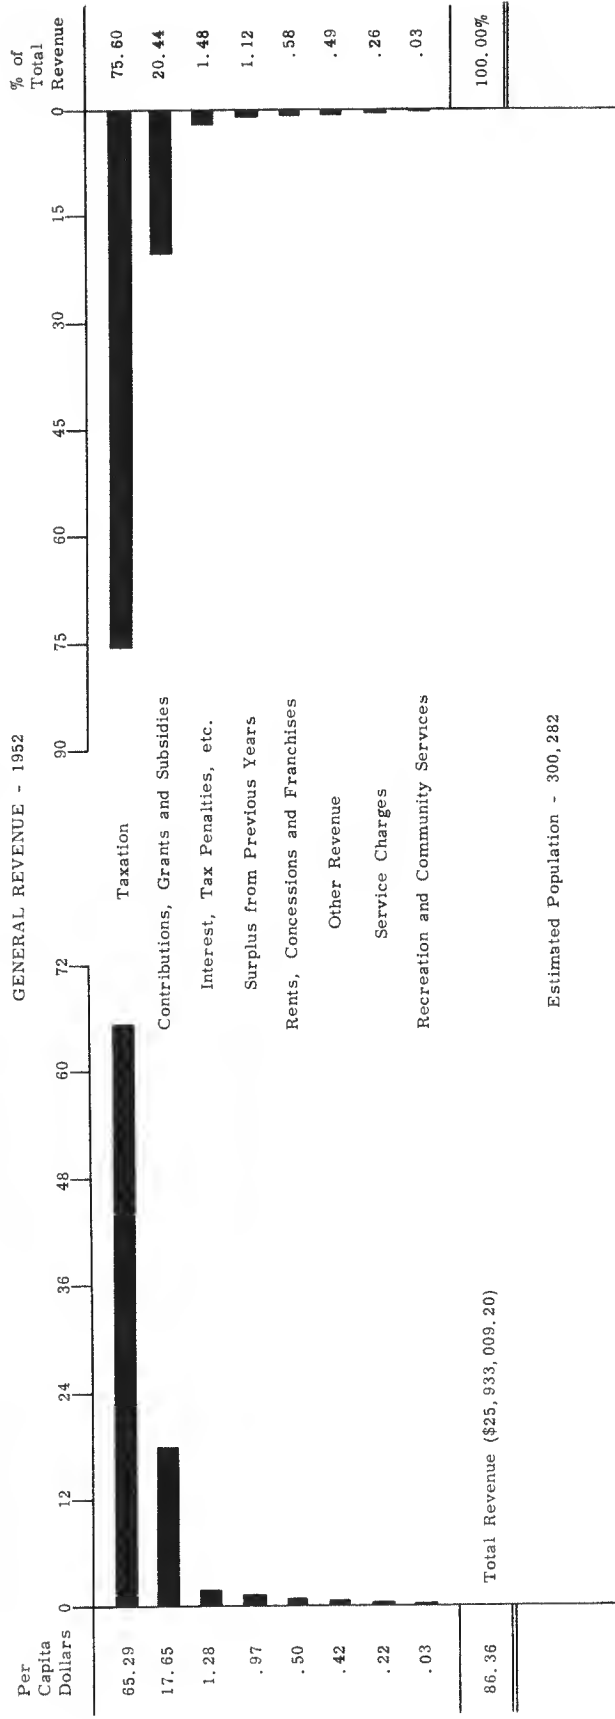 GENERAL REVENUE - 1952
Per
Capita
Dollars
0 12 24 36 48 60 72
90 75 60 45 30 15 0
% of
Total
Revenue
65.29 Taxation 75.60
17.65 Contributions, Grants and Subsidies 20.44
1.28 Interest, Tax Penalties, etc. 1.48
.97 Surplus from Previous Years 1.12
.50 Rents, Concessions and Franchises .58
.42 Other Revenue .49
.22 Service Charges .26
.03 Recreation and Community Services .03
86.36 Total Revenue ($25,933,009.20) 100.00%
Estimated Population - 300,282